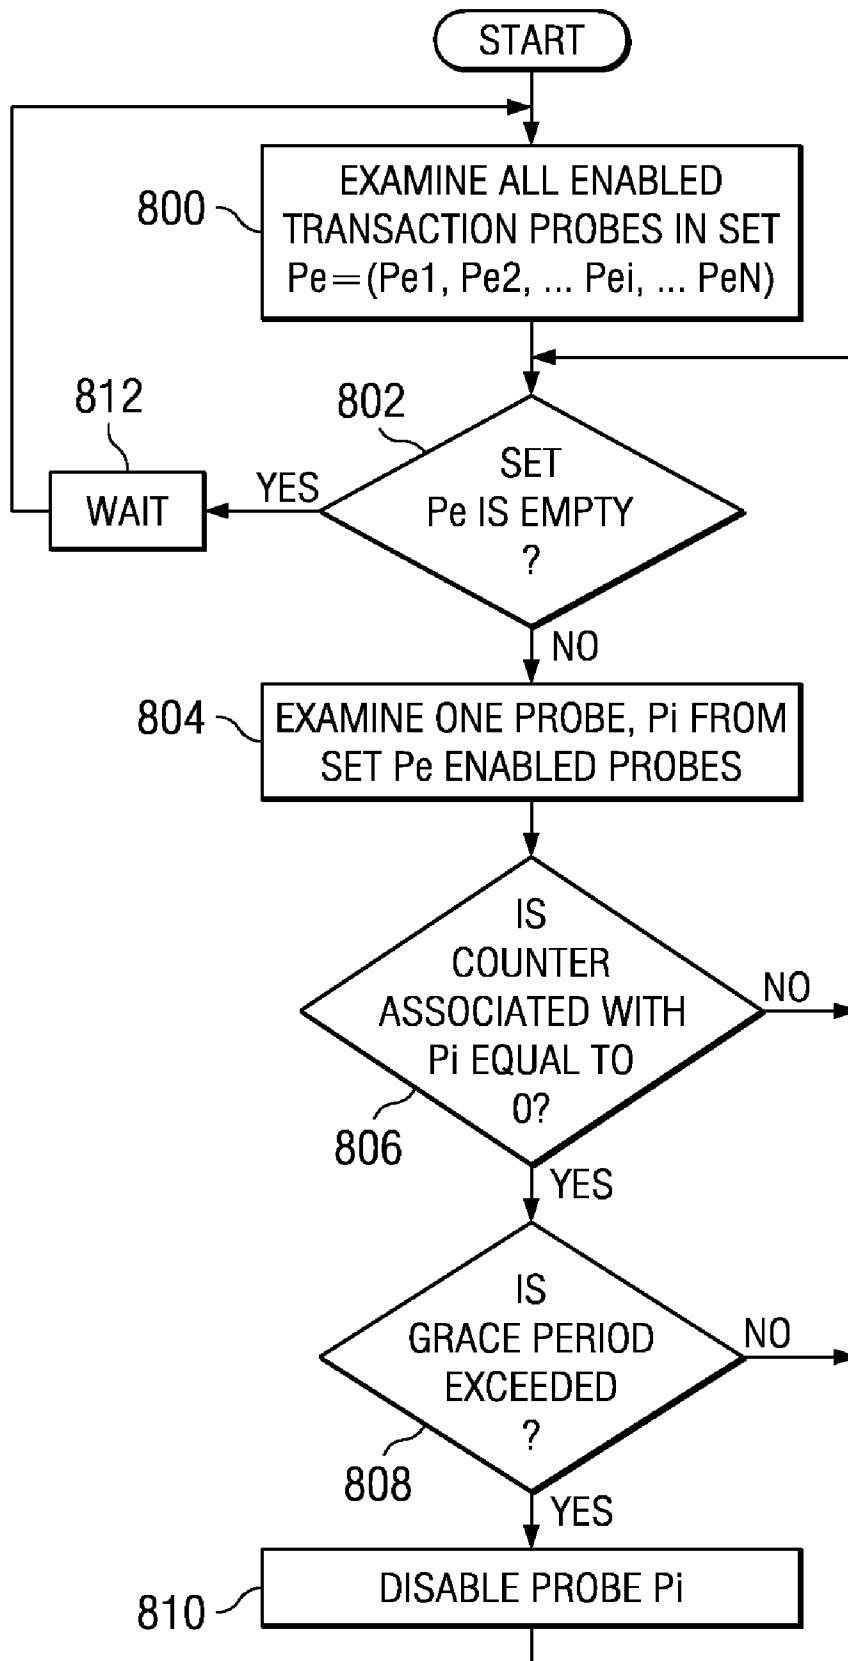 START
800
EXAMINE ALL ENABLED
TRANSACTION PROBES IN SET
Pe=(Pe1, Pe2, ... Pei, ... PeN)
812
802
WAIT
YES
SET
Pe IS EMPTY
?
NO
804
EXAMINE ONE PROBE, Pi FROM
SET Pe ENABLED PROBES
IS
COUNTER
ASSOCIATED WITH
Pi EQUAL TO
0?
NO
806
YES
IS
GRACE PERIOD
EXCEEDED
?
NO
808
YES
810
DISABLE PROBE Pi